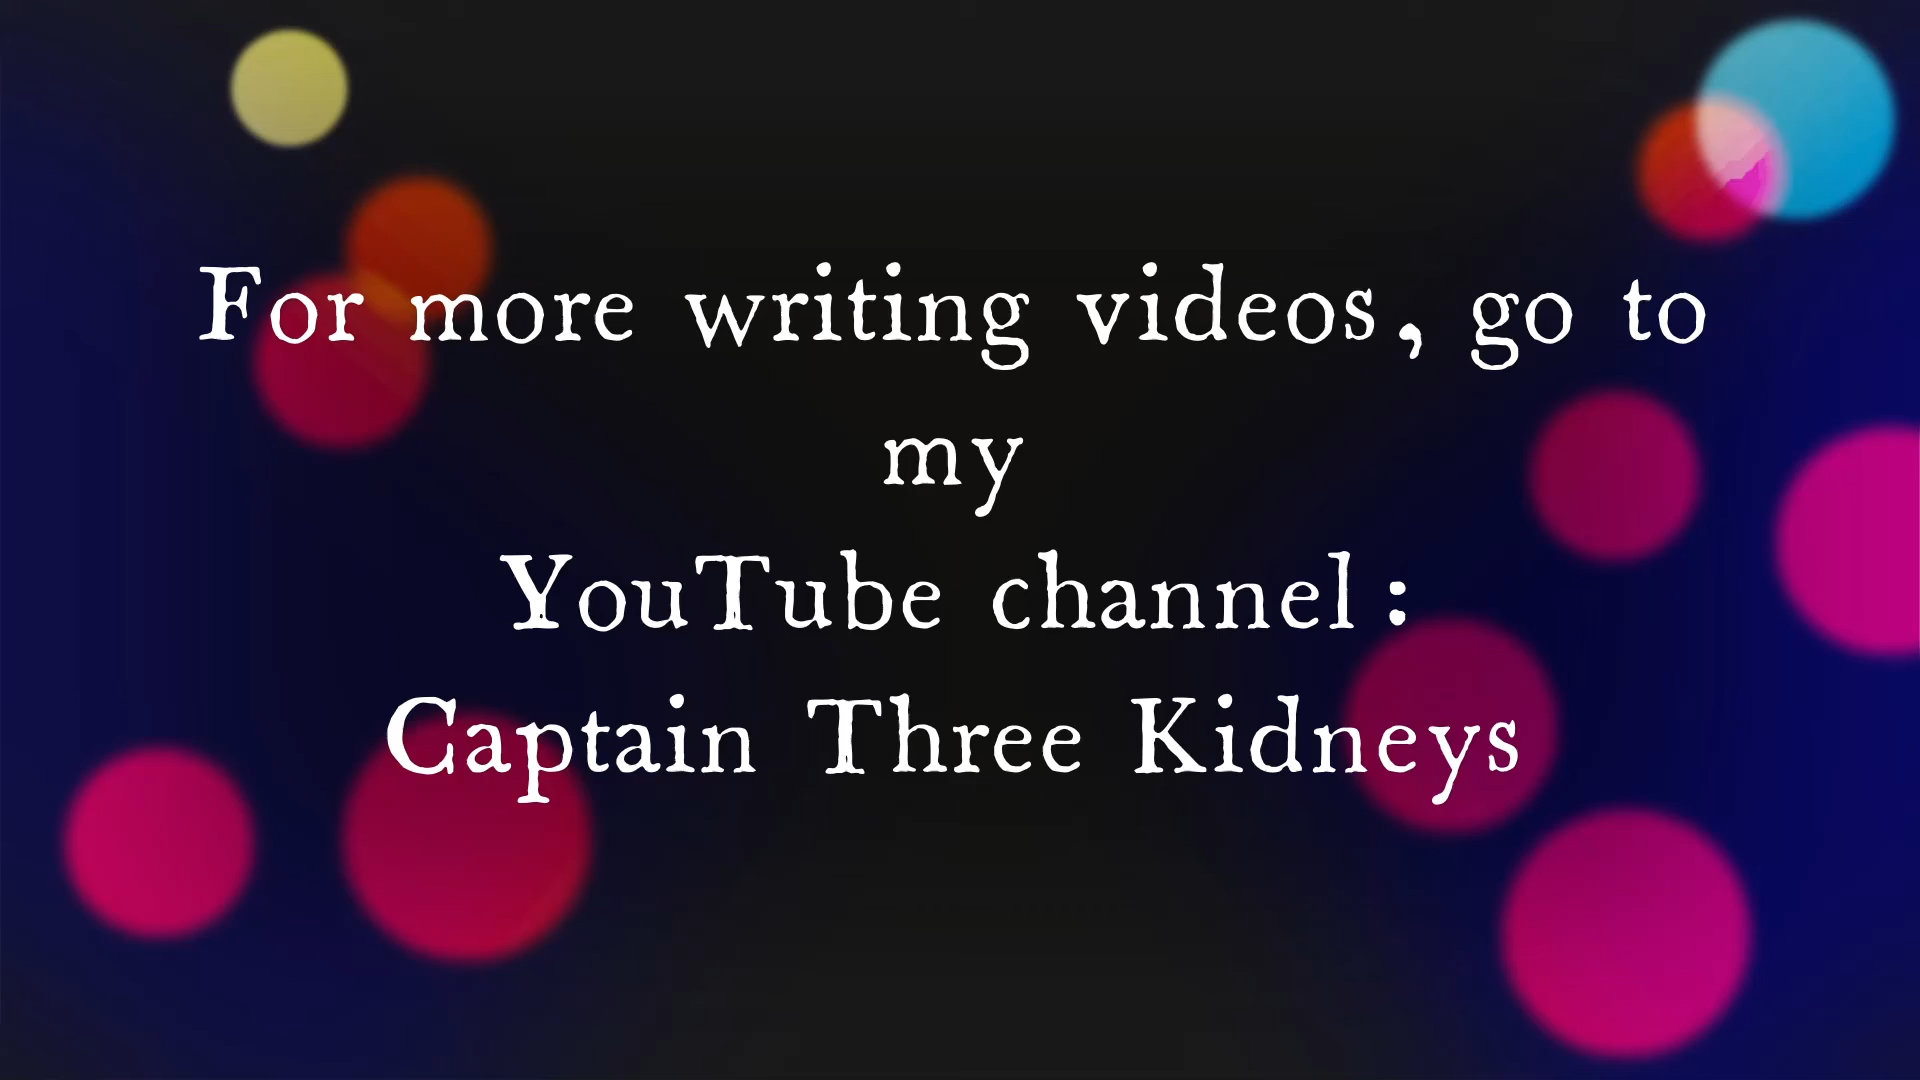 For more writing videos, go to
my
YouTube channel:
Captain Three Kidneys